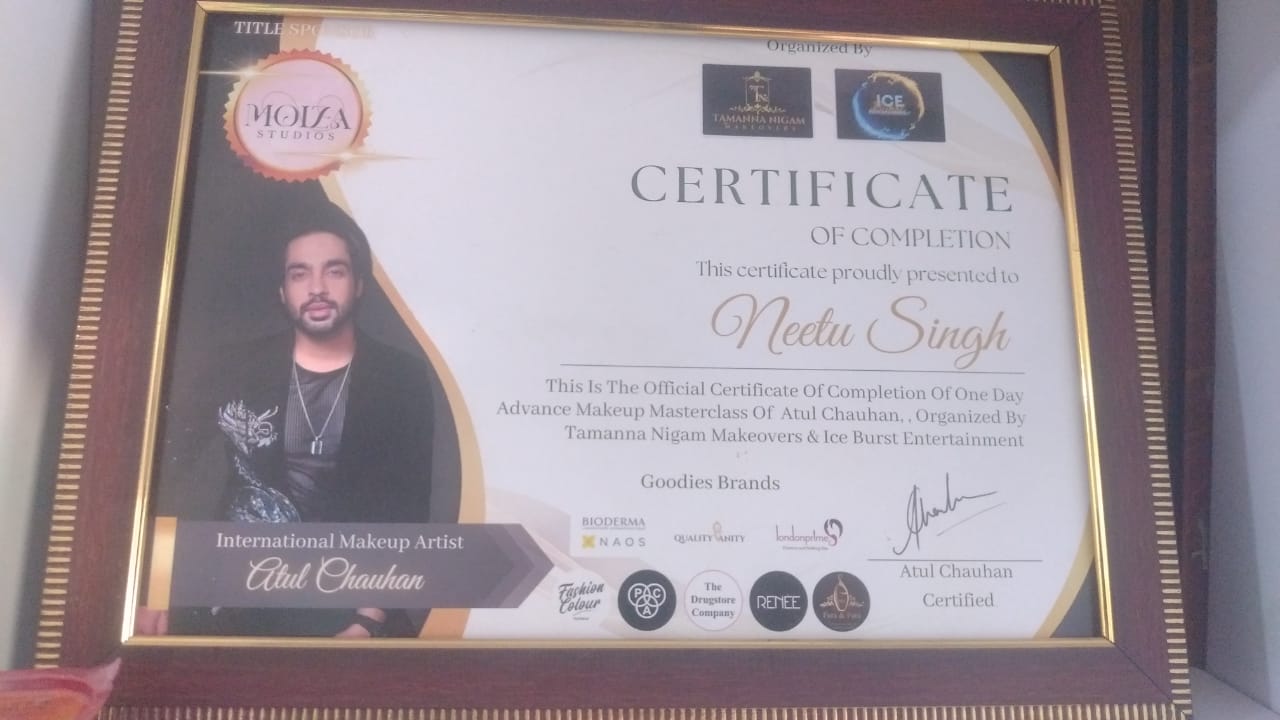 TITLE
MOIZA
STUDIOS
Organized By
TN
TAMANNA NIGAM
MAKEOVERS
ICE
CERTIFICATE
OF COMPLETION
This certificate proudly presented to
Neetu Singh
This Is The Official Certificate Of Completion Of One Day
Advance Makeup Masterclass Of Atul Chauhan, , Organized By
Tamanna Nigam Makeovers & Ice Burst Entertainment
Goodies Brands
BIODERMA
NAOS
QUALITY VANITY
londonprime
International Makeup Artist
Atul Chauhan
Atul Chauhan
Certified
Fashion
Colour
PAC
The
Drugstore
Company
RENEE